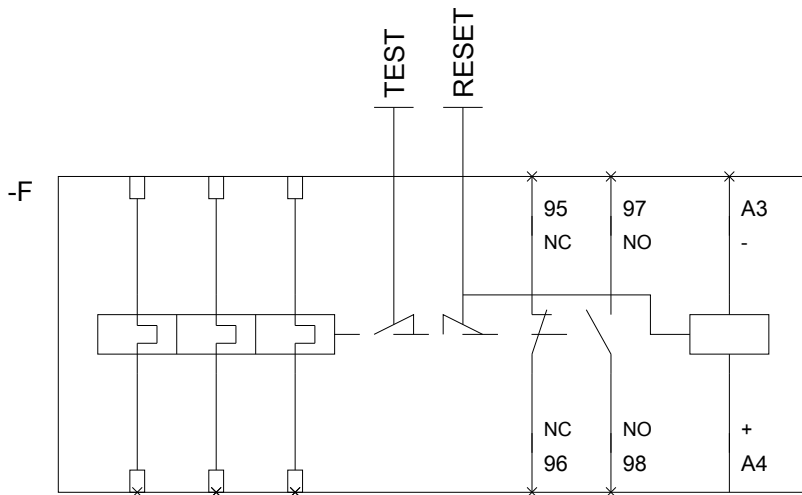 TEST
RESET
-F
95 97 A3
NC NO -
NC NO +
96 98 A4